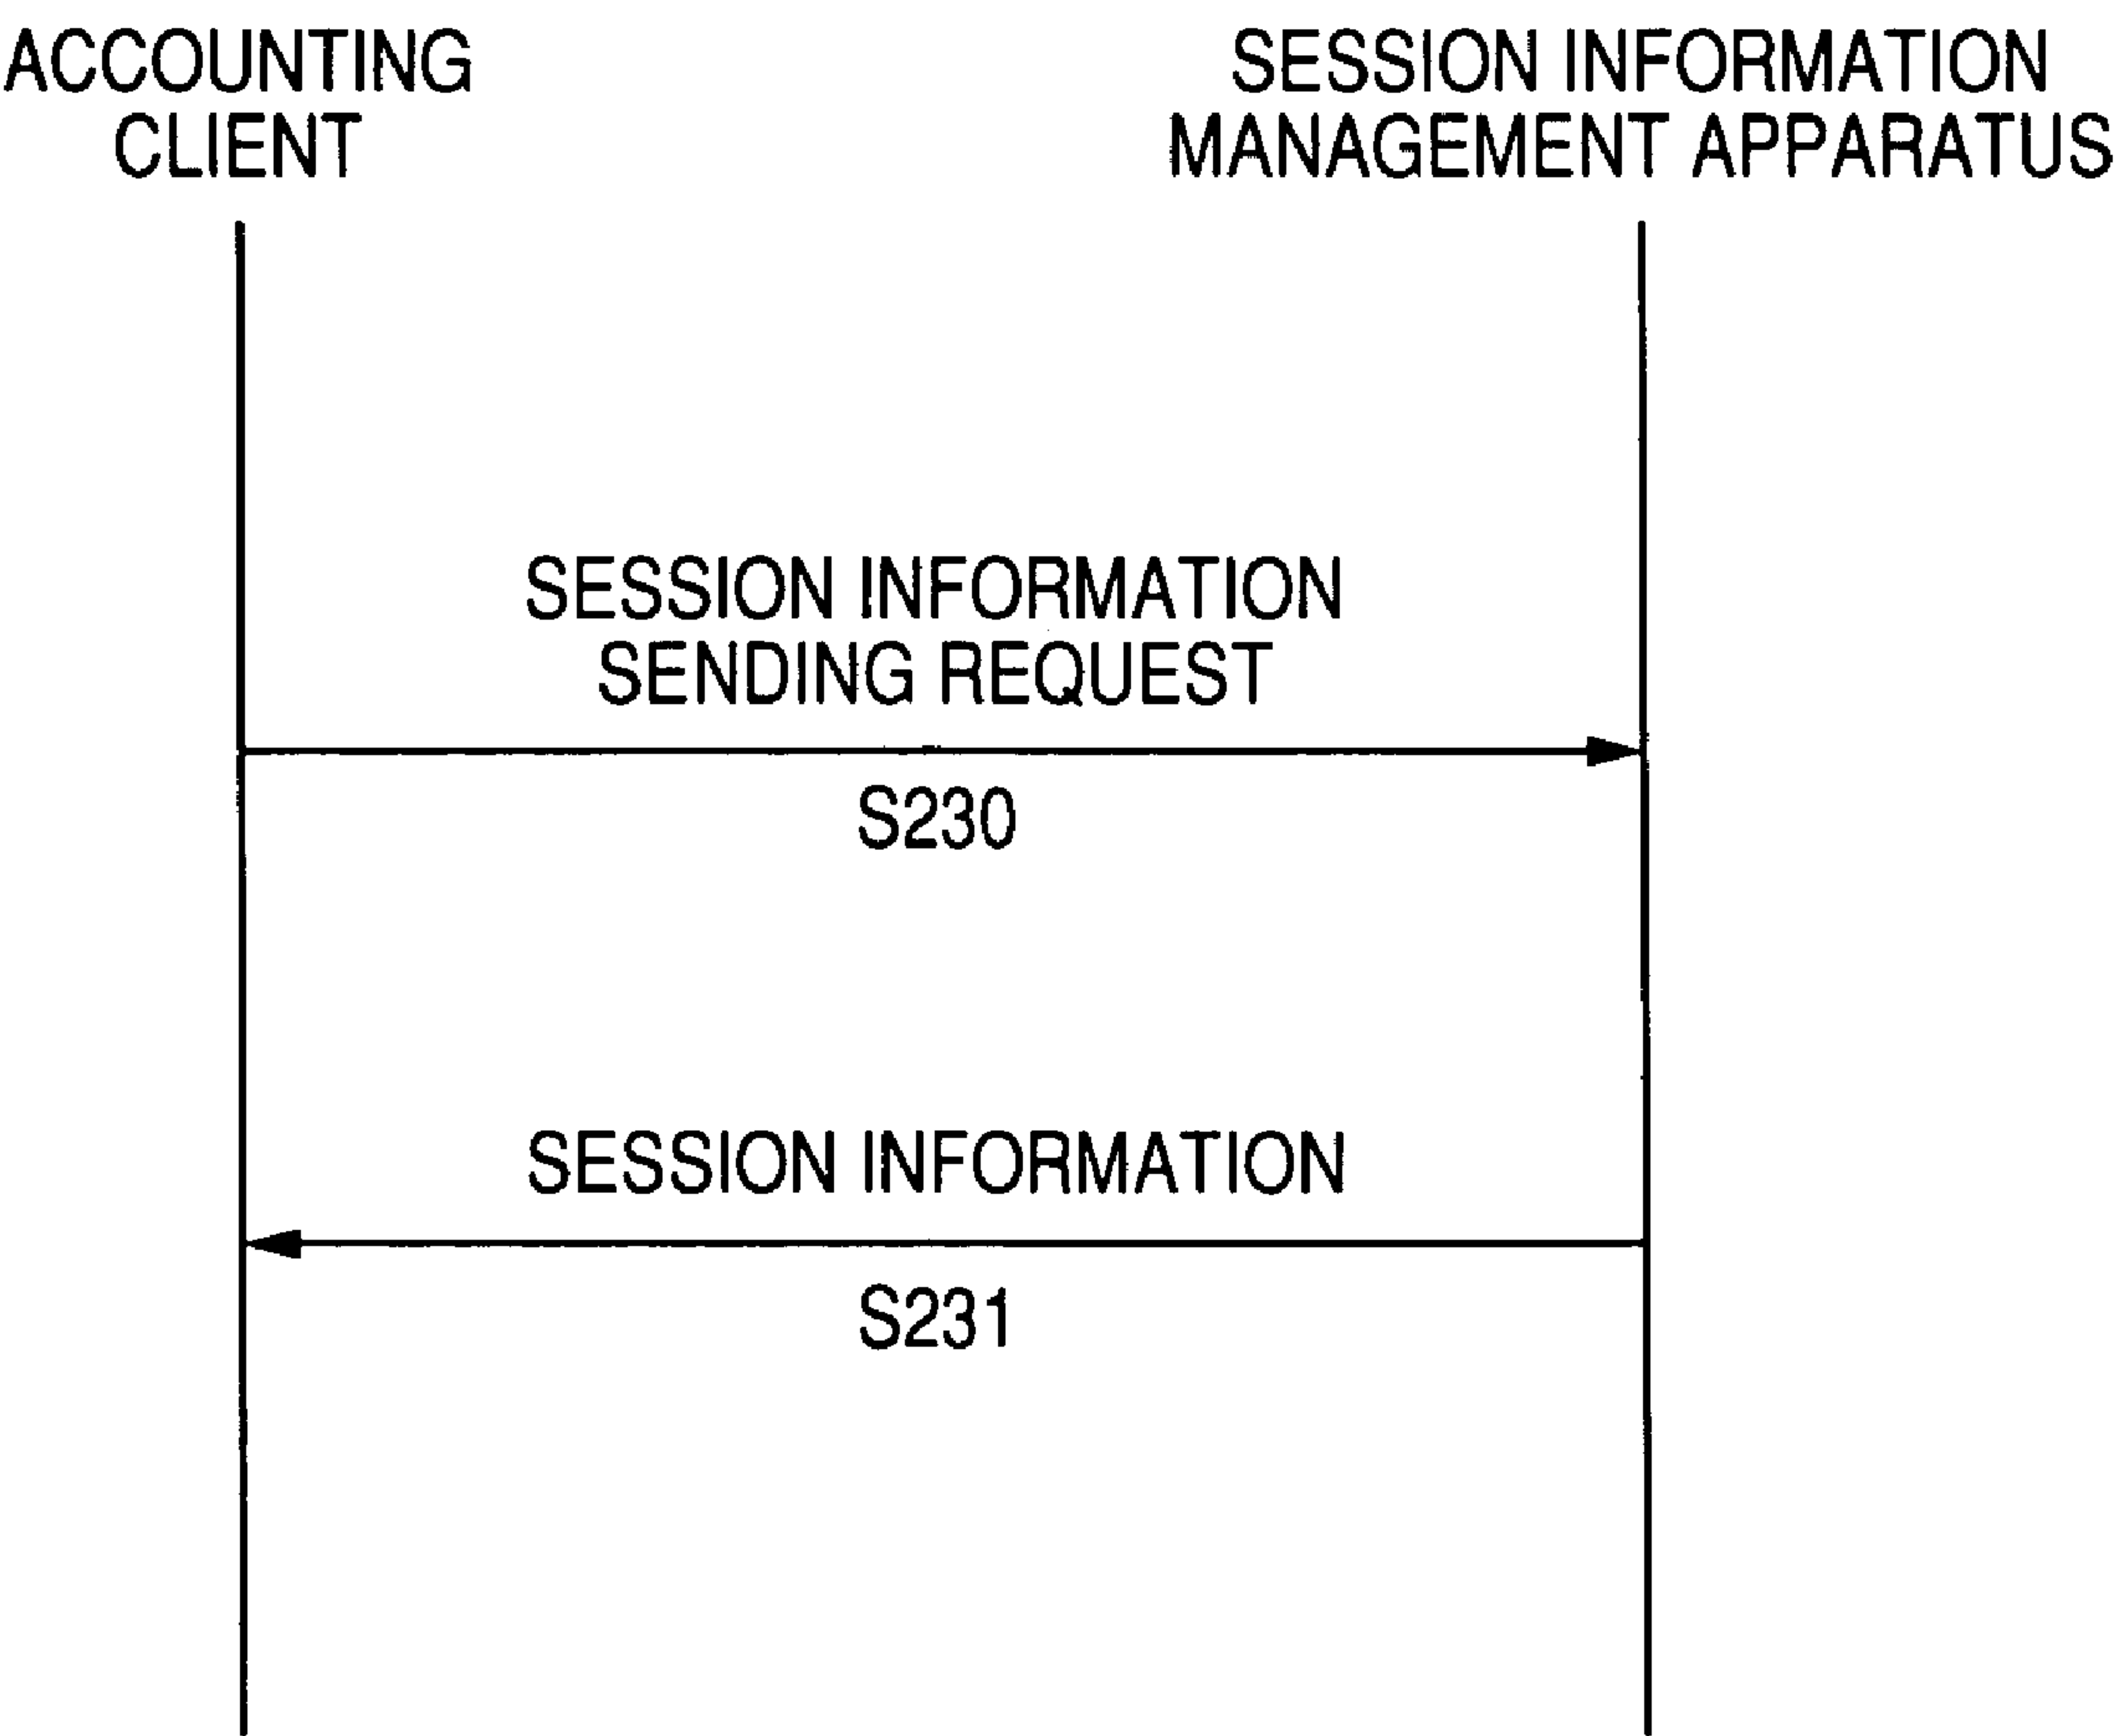 ACCOUNTING
CLIENT
SESSION INFORMATION
MANAGEMENT APPARATUS
SESSION INFORMATION
SENDING REQUEST
S230
SESSION INFORMATION
S231